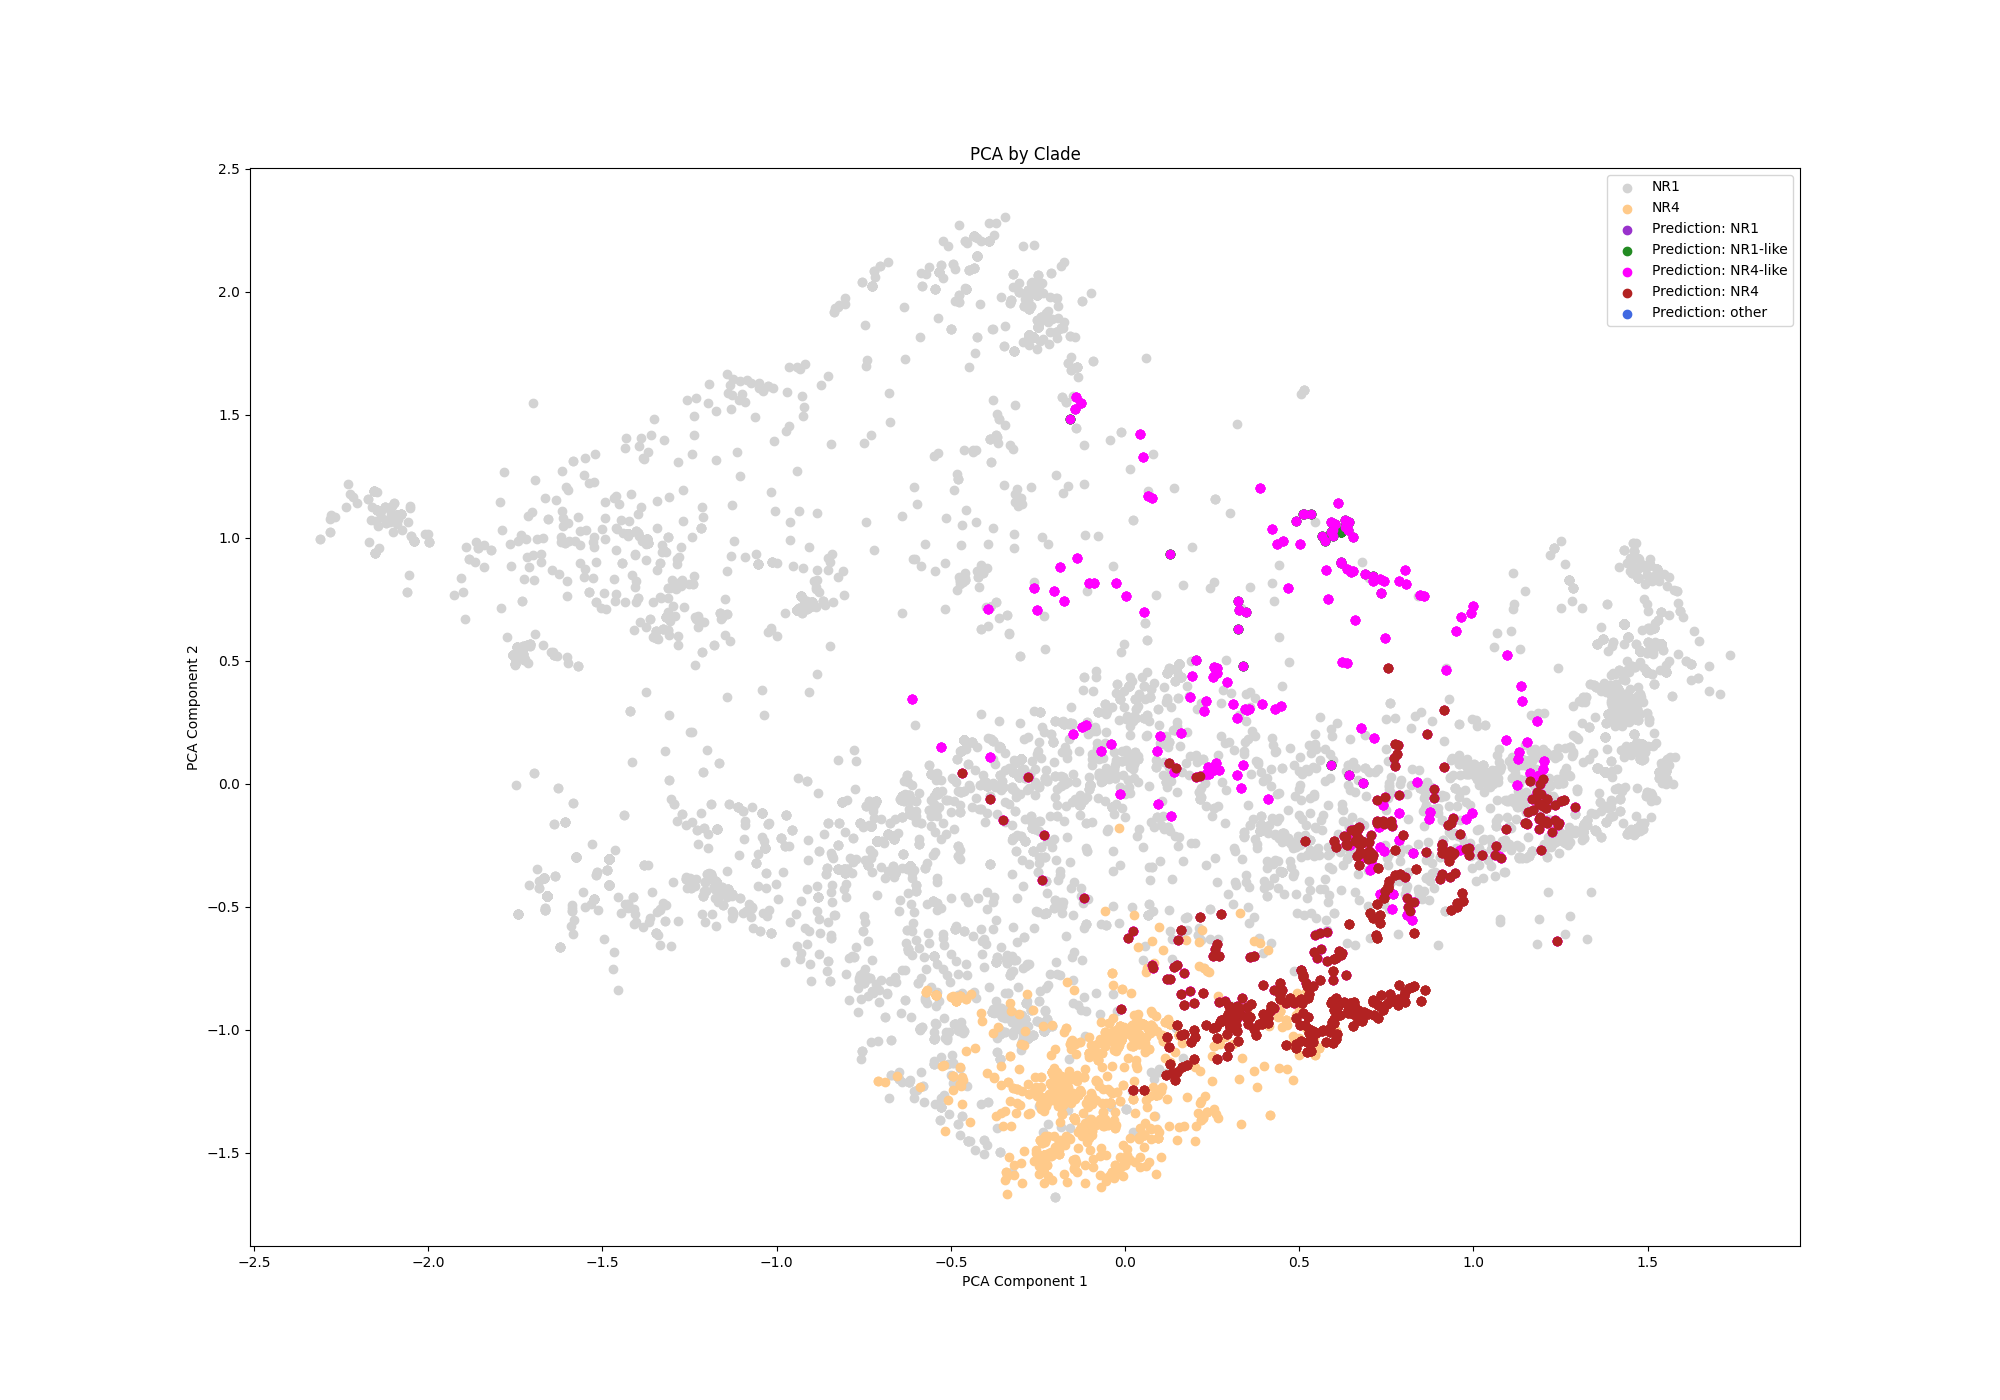 PCA by Clade
NR1
NR4
Prediction: NR1
Prediction: NR1-like
Prediction: NR4-like
Prediction: NR4
Prediction: other
2.5
2.0
1.5
1.0
0.5
0.0
−0.5
−1.0
−1.5
PCA Component 2
−2.5 −2.0 −1.5 −1.0 −0.5 0.0 0.5 1.0 1.5
PCA Component 1